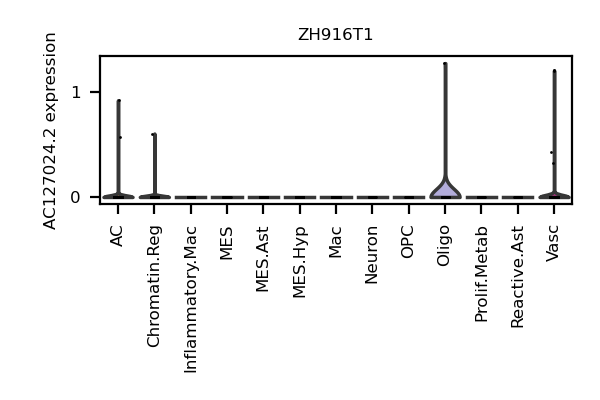 ZH916T1
AC127024.2 expression
1
0
AC
Chromatin.Reg
Inflammatory.Mac
MES
MES.Ast
MES.Hyp
Mac
Neuron
OPC
Oligo
Prolif.Metab
Reactive.Ast
Vasc